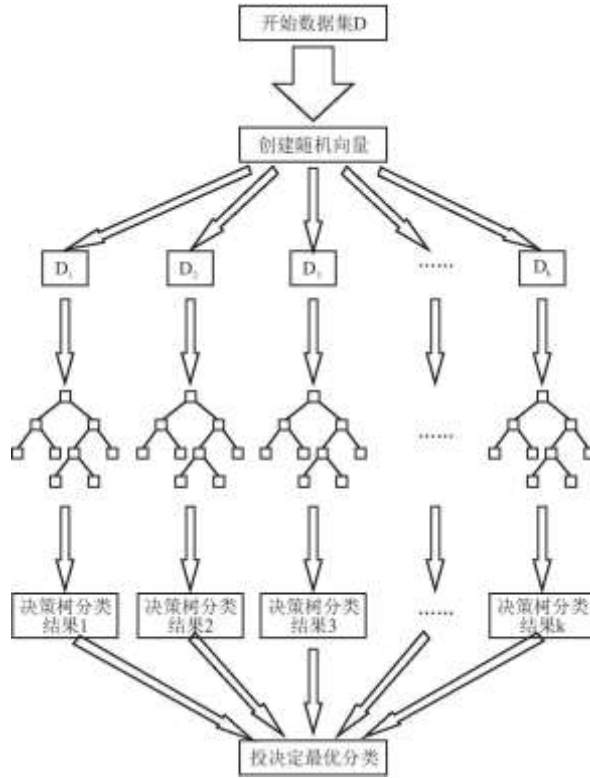 开始数据集D
创建随机向量
D₁ D₂ D₃ …… Dₖ
……
决策树分类
结果1
决策树分类
结果2
决策树分类
结果3
……
决策树分类
结果k
投决定最优分类